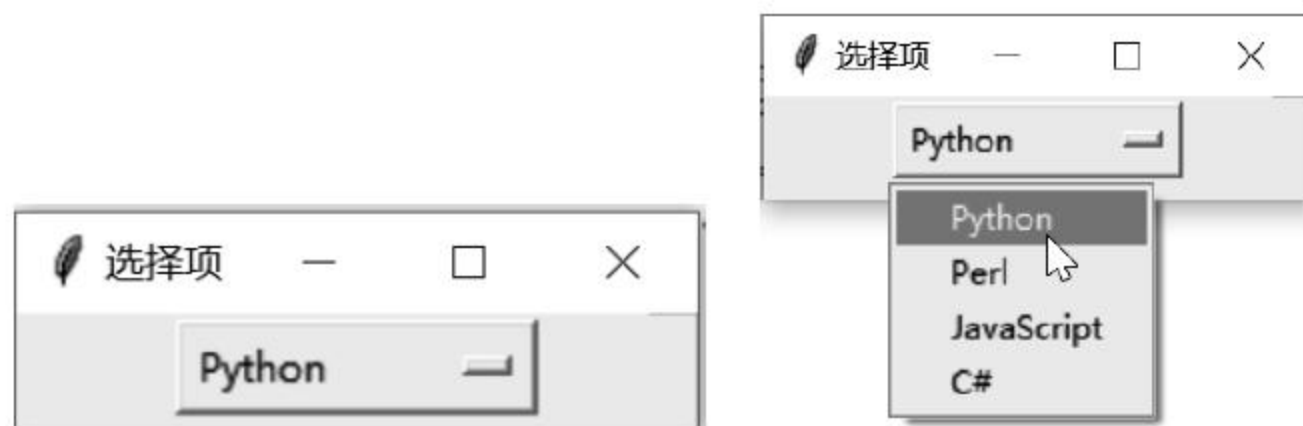 选择项
Python
选择项
Python
Python
Perl
JavaScript
C#